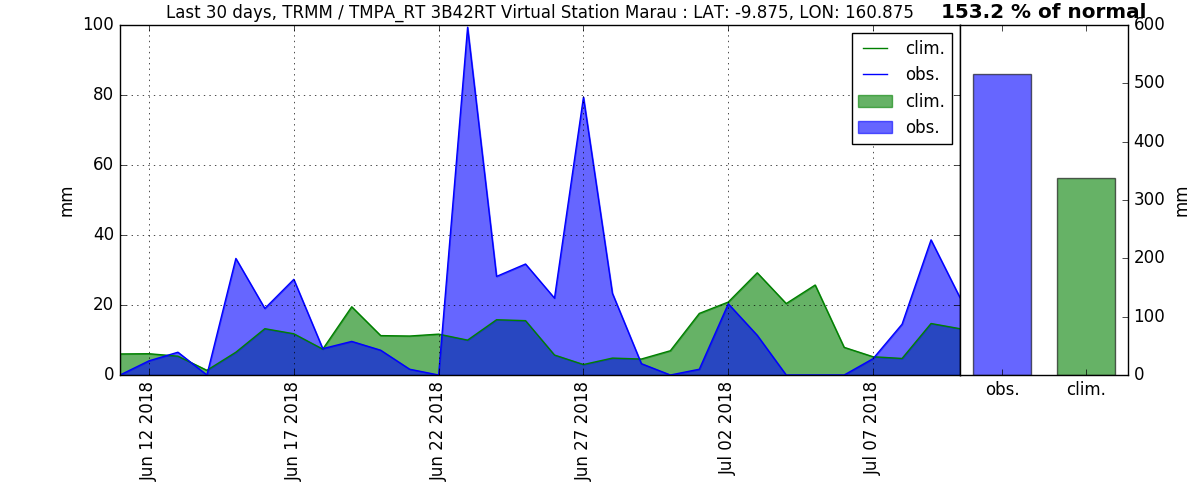 Last 30 days, TRMM / TMPA_RT 3B42RT Virtual Station Marau : LAT: -9.875, LON: 160.875
153.2 % of normal
100
80
60
40
20
0
mm
clim.
obs.
clim.
obs.
600
500
400
300
200
100
0
mm
obs.
clim.
Jun 12 2018
Jun 17 2018
Jun 22 2018
Jun 27 2018
Jul 02 2018
Jul 07 2018